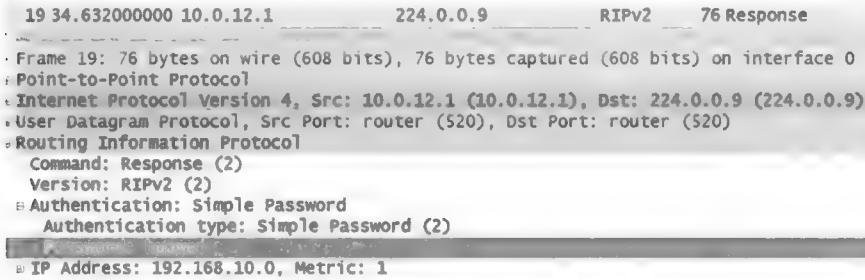 19 34.632000000 10.0.12.1 224.0.0.9 RIPv2 76 Response
Frame 19: 76 bytes on wire (608 bits), 76 bytes captured (608 bits) on interface 0
Point-to-Point Protocol
Internet Protocol Version 4, Src: 10.0.12.1 (10.0.12.1), Dst: 224.0.0.9 (224.0.0.9)
User Datagram Protocol, Src Port: router (520), Dst Port: router (520)
Routing Information Protocol
Command: Response (2)
Version: RIPv2 (2)
Authentication: Simple Password
Authentication type: Simple Password (2)
IP Address: 192.168.10.0, Metric: 1